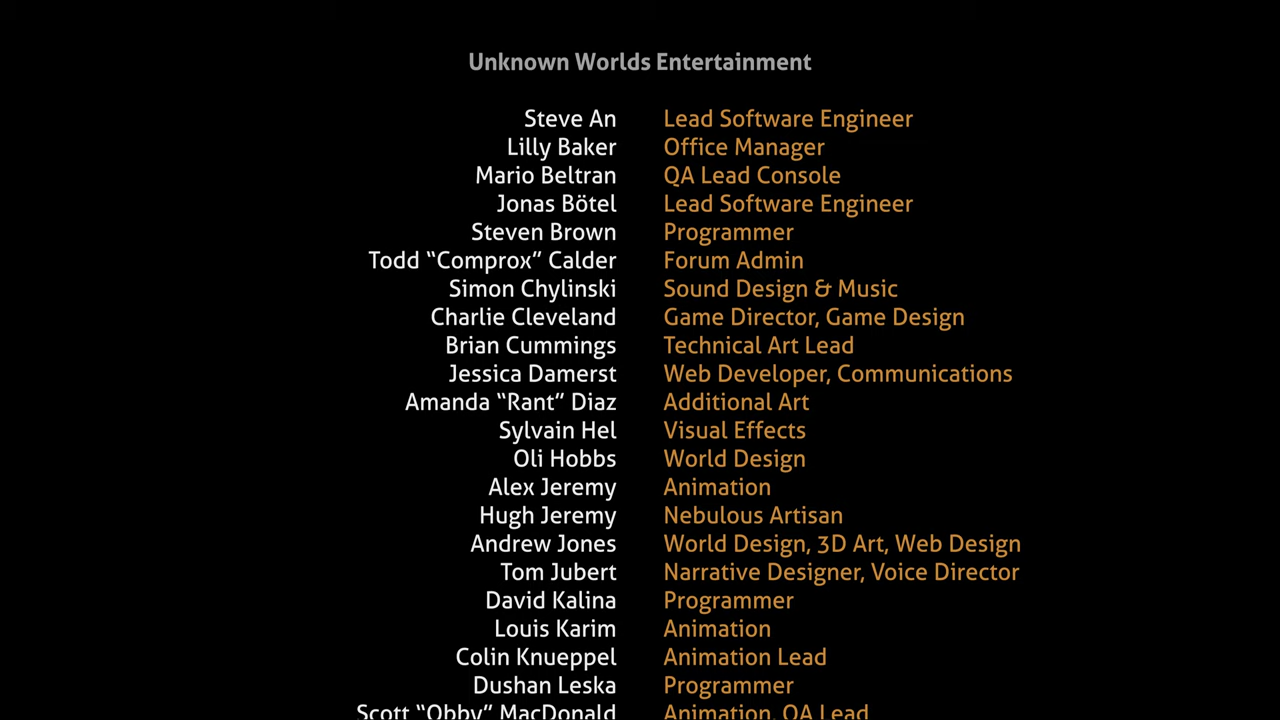 Unknown Worlds Entertainment
Steve An Lead Software Engineer
Lilly Baker Office Manager
Mario Beltran QA Lead Console
Jonas Bötel Lead Software Engineer
Steven Brown Programmer
Todd “Comprox” Calder Forum Admin
Simon Chylinski Sound Design & Music
Charlie Cleveland Game Director, Game Design
Brian Cummings Technical Art Lead
Jessica Damerst Web Developer, Communications
Amanda “Rant” Diaz Additional Art
Sylvain Hel Visual Effects
Oli Hobbs World Design
Alex Jeremy Animation
Hugh Jeremy Nebulous Artisan
Andrew Jones World Design, 3D Art, Web Design
Tom Jubert Narrative Designer, Voice Director
David Kalina Programmer
Louis Karim Animation
Colin Knueppel Animation Lead
Dushan Leska Programmer
Scott “Obby” MacDonald Animation, QA Lead